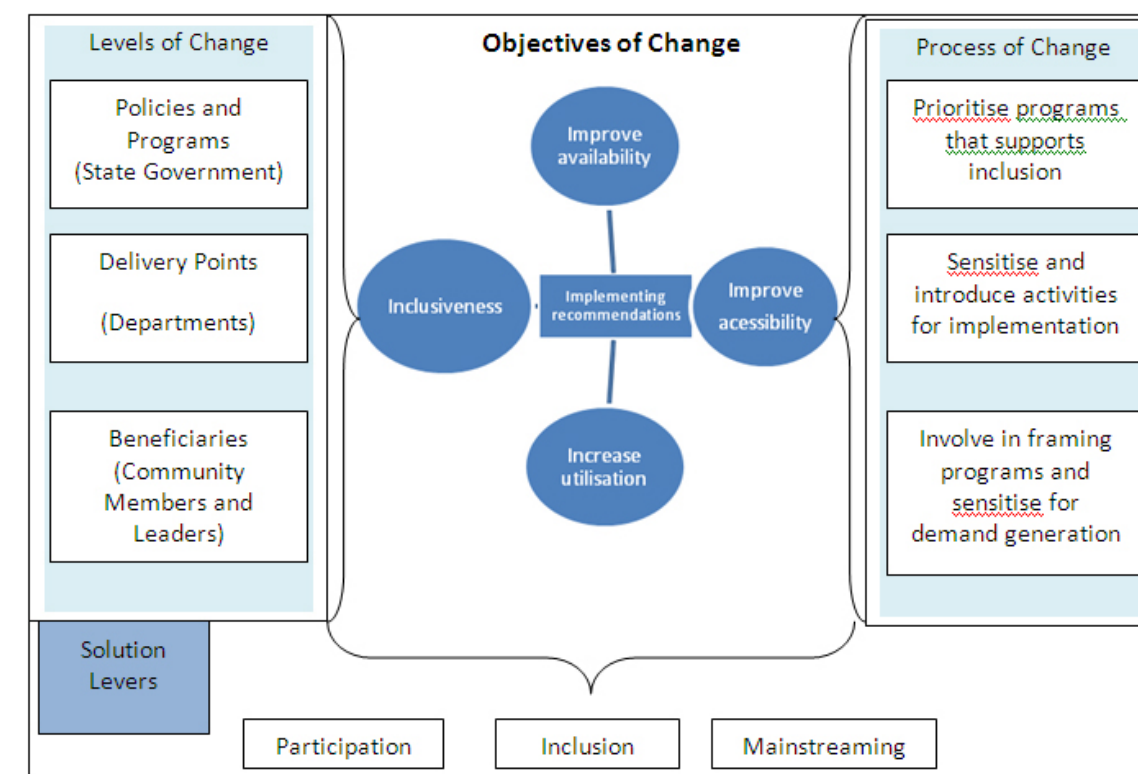 Levels of Change
Policies and
Programs
(State Government)
Delivery Points
(Departments)
Beneficiaries
(Community
Members and
Leaders)
Objectives of Change
Improve
availability
Inclusiveness
Implementing
recommendations
Improve
acessibility
Increase
utilisation
Process of Change
Prioritise programs
that supports
inclusion
Sensitise and
introduce activities
for implementation
Involve in framing
programs and
sensitise for
demand generation
Solution
Levers
Participation
Inclusion
Mainstreaming